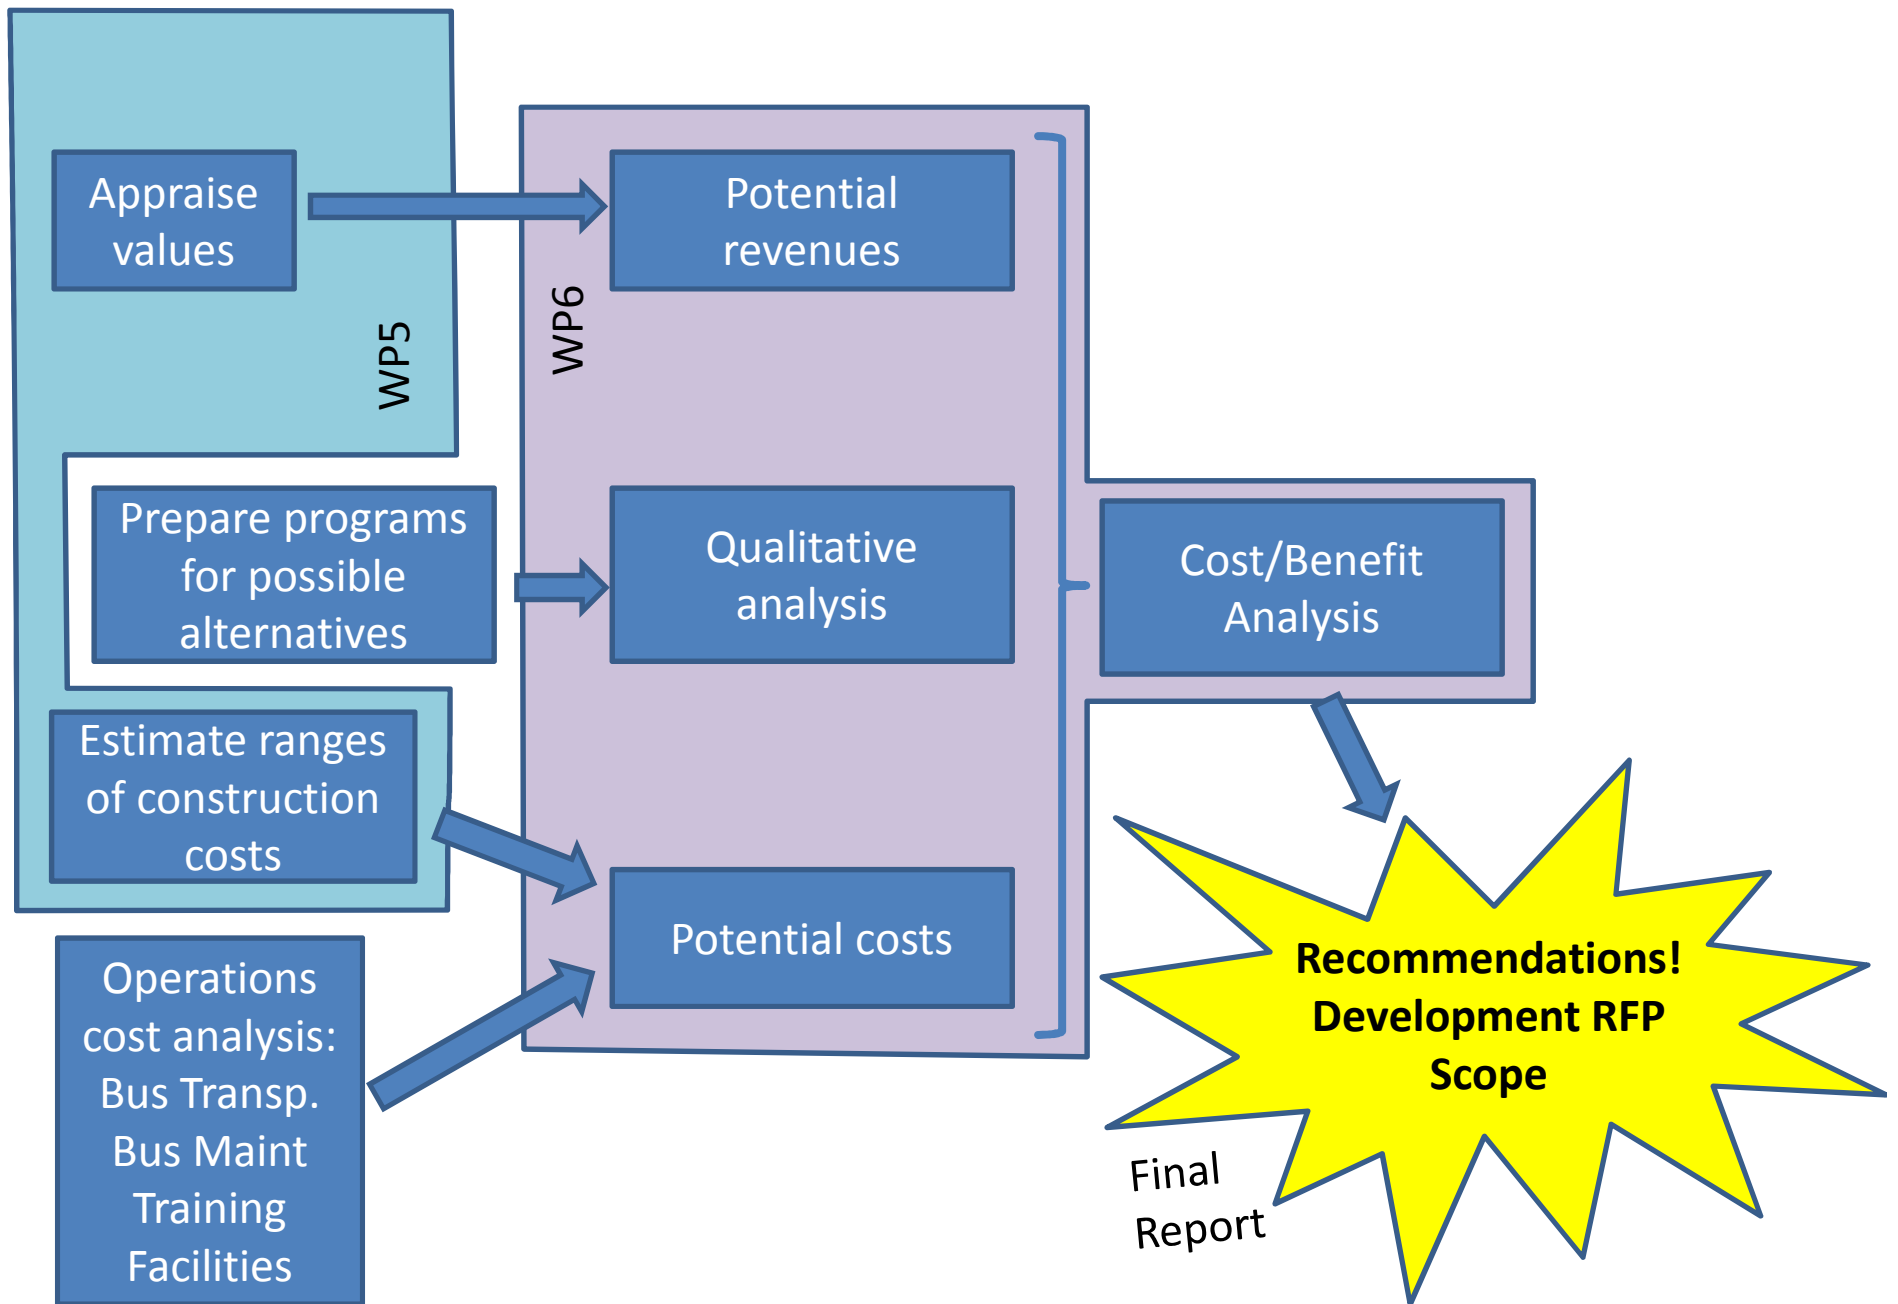 Appraise
values
WP5
Prepare programs
for possible
alternatives
Estimate ranges
of construction
costs
Operations
cost analysis:
Bus Transp.
Bus Maint
Training
Facilities
WP6
Potential
revenues
Qualitative
analysis
Potential costs
Cost/Benefit
Analysis
Recommendations!
Development RFP
Scope
Final
Report